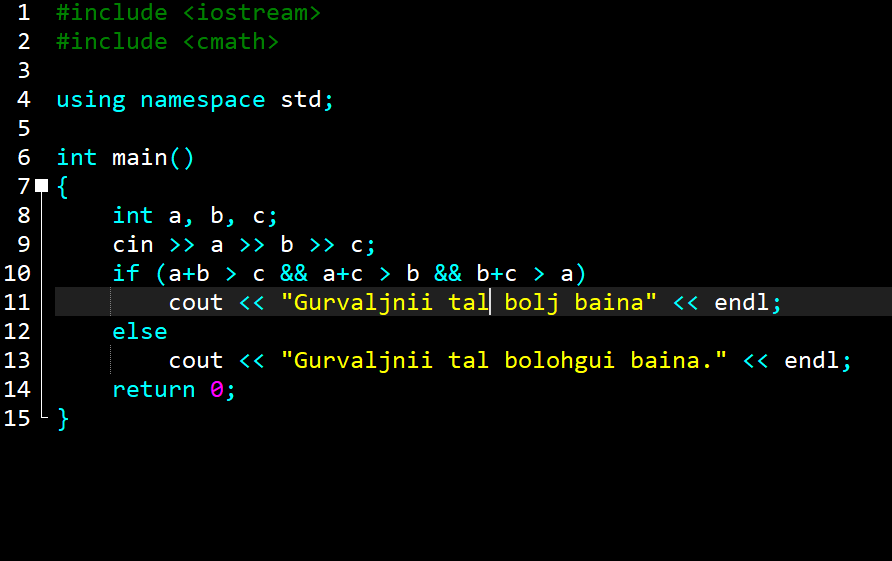 1 #include <iostream>
2 #include <cmath>
3
4 using namespace std;
5
6 int main()
7 {
8     int a, b, c;
9     cin >> a >> b >> c;
10     if (a+b > c && a+c > b && b+c > a)
11         cout << "Gurvaljnii tal bolj baina" << endl;
12     else
13         cout << "Gurvaljnii tal bolohgui baina." << endl;
14     return 0;
15 }